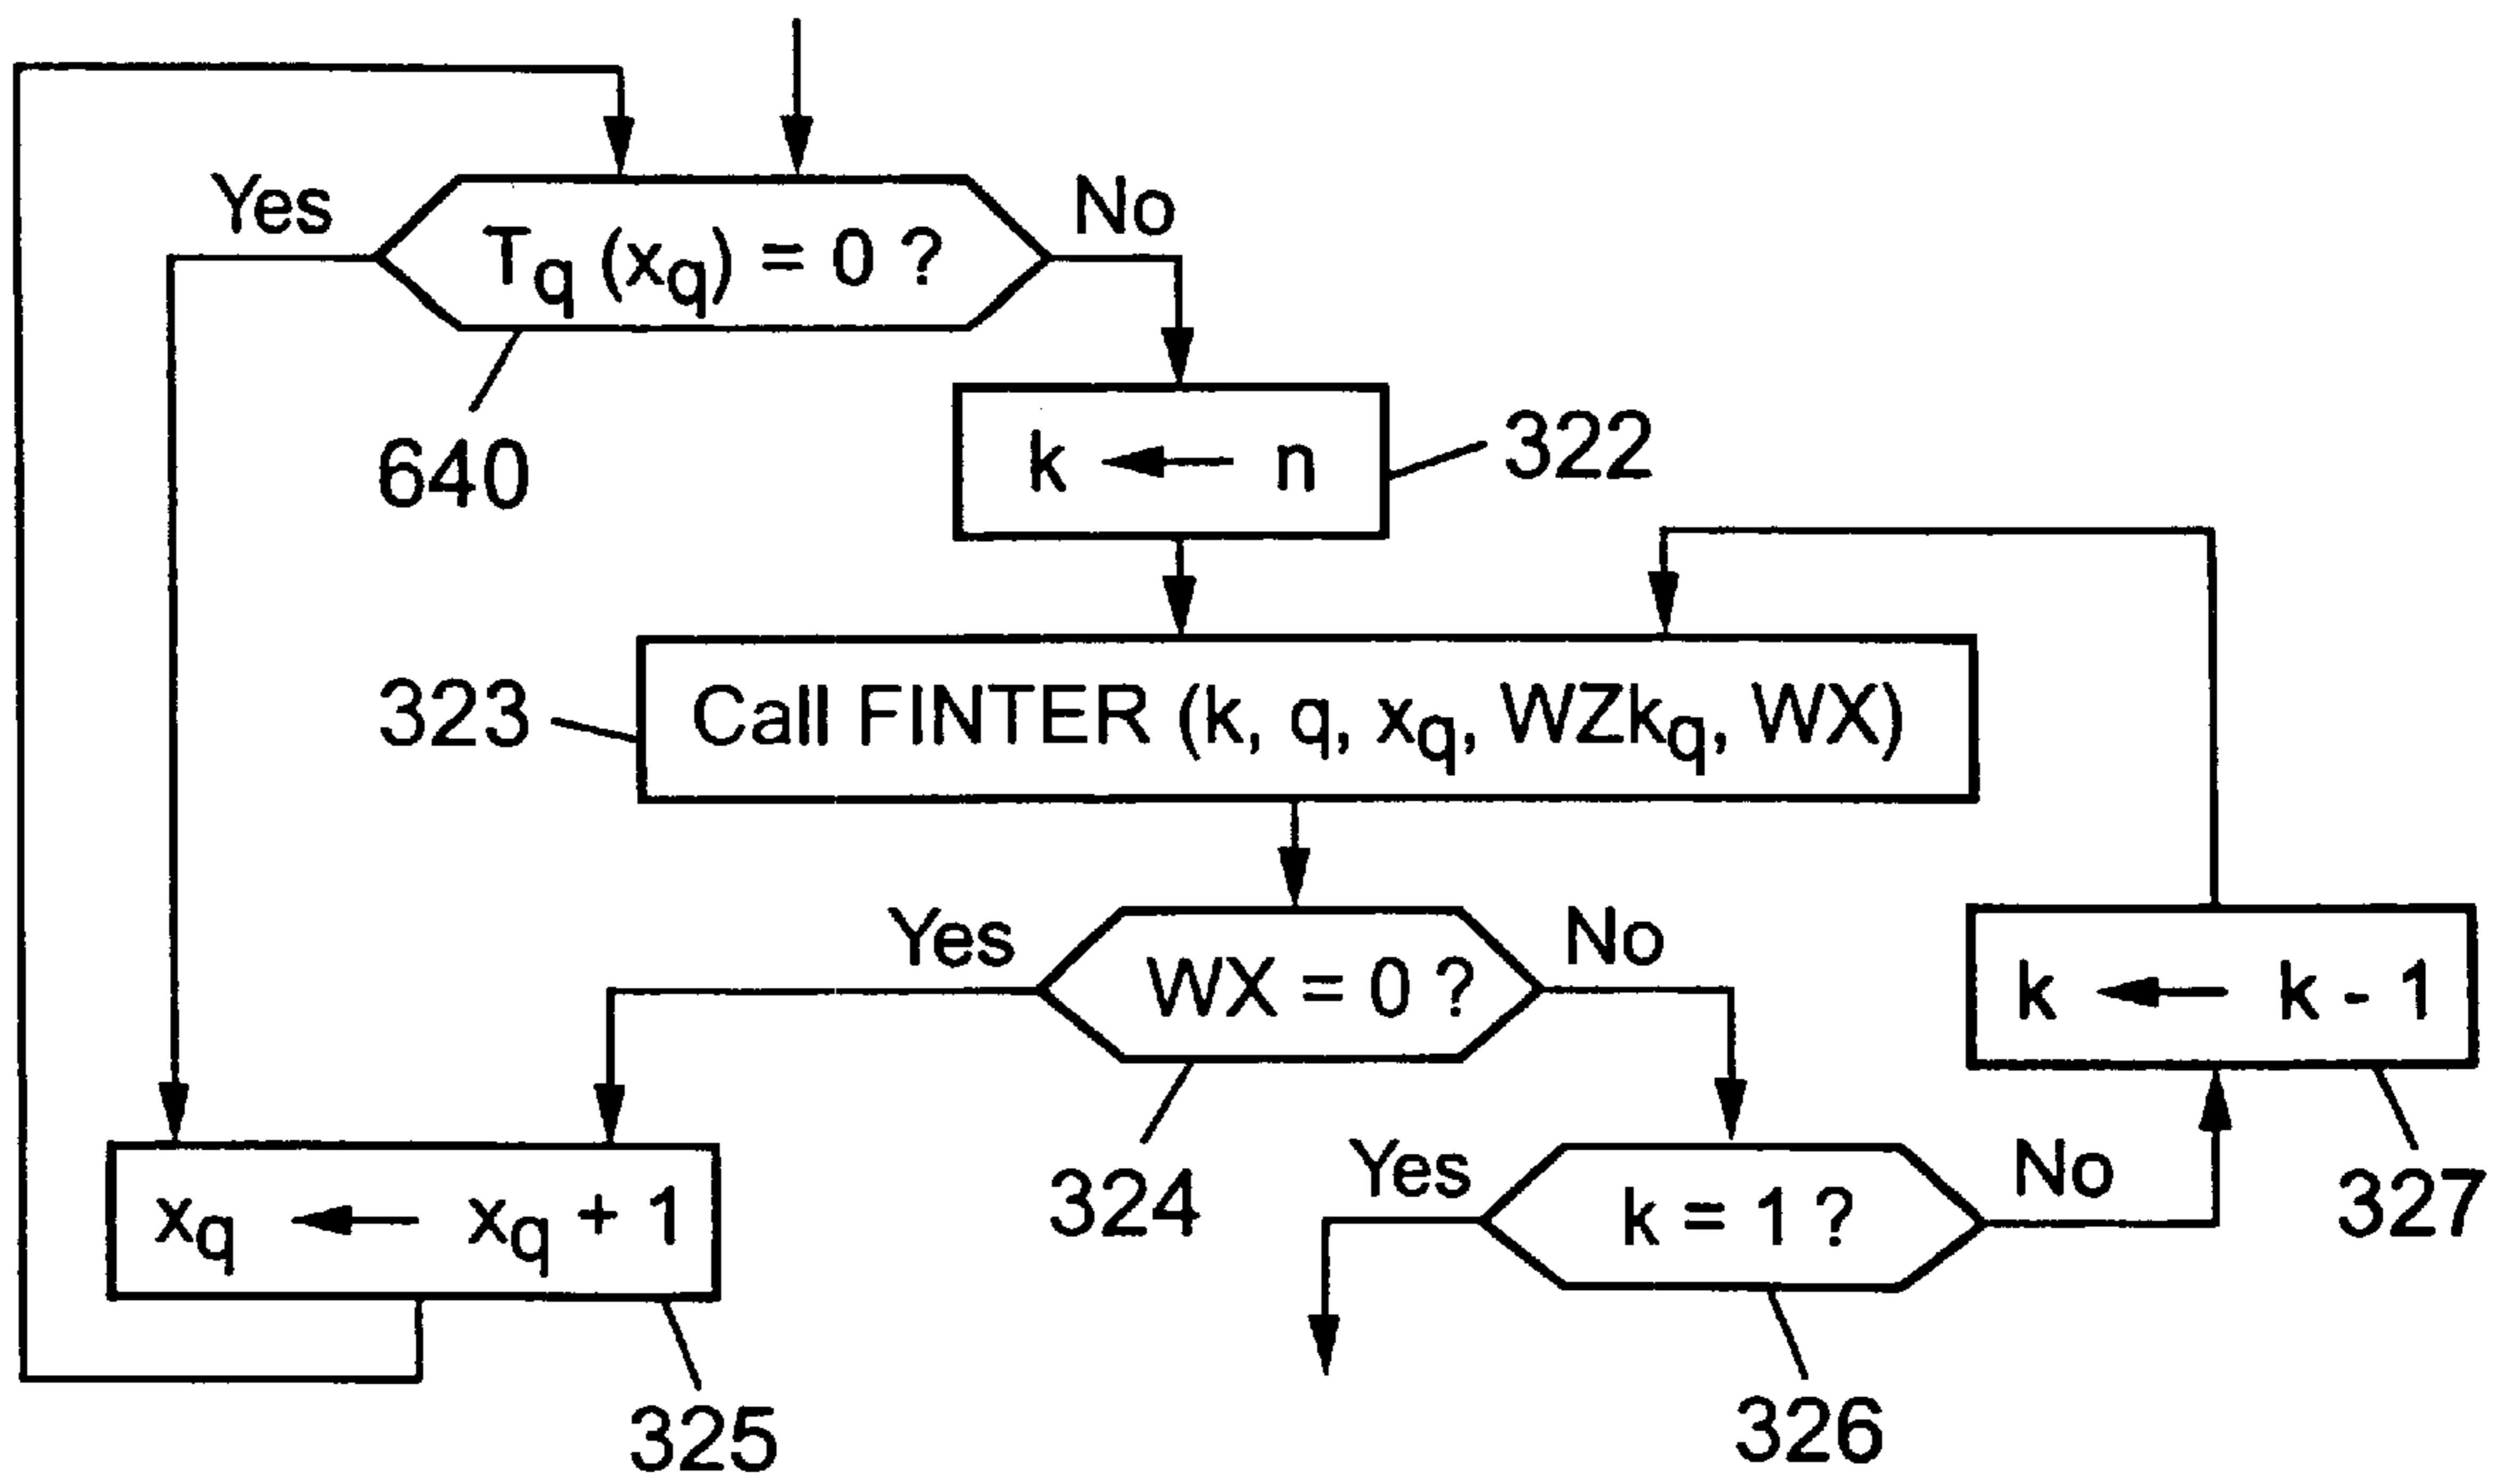 Yes
No
Tq (xq) = 0 ?
640
k ← n
322
323
Call FINTER (k, q, xq, WZkq, WX)
Yes
No
WX = 0 ?
k ← k - 1
324
Yes
No
327
xq ← xq + 1
k = 1 ?
325
326